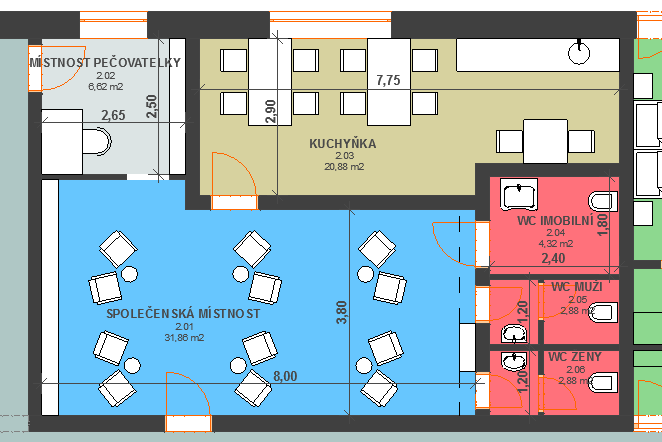 MÍSTNOST PEČOVATELKY
2.02
6,62 m2
2,65
2,50
7,75
2,90
KUCHYŇKA
2.03
20,88 m2
WC IMOBILNÍ
2.04
4,32 m2
1,80
2,40
SPOLEČENSKÁ MÍSTNOST
2.01
31,86 m2
3,80
8,00
WC MUŽI
2.05
2,88 m2
1,20
WC ŽENY
2.06
2,88 m2
1,20